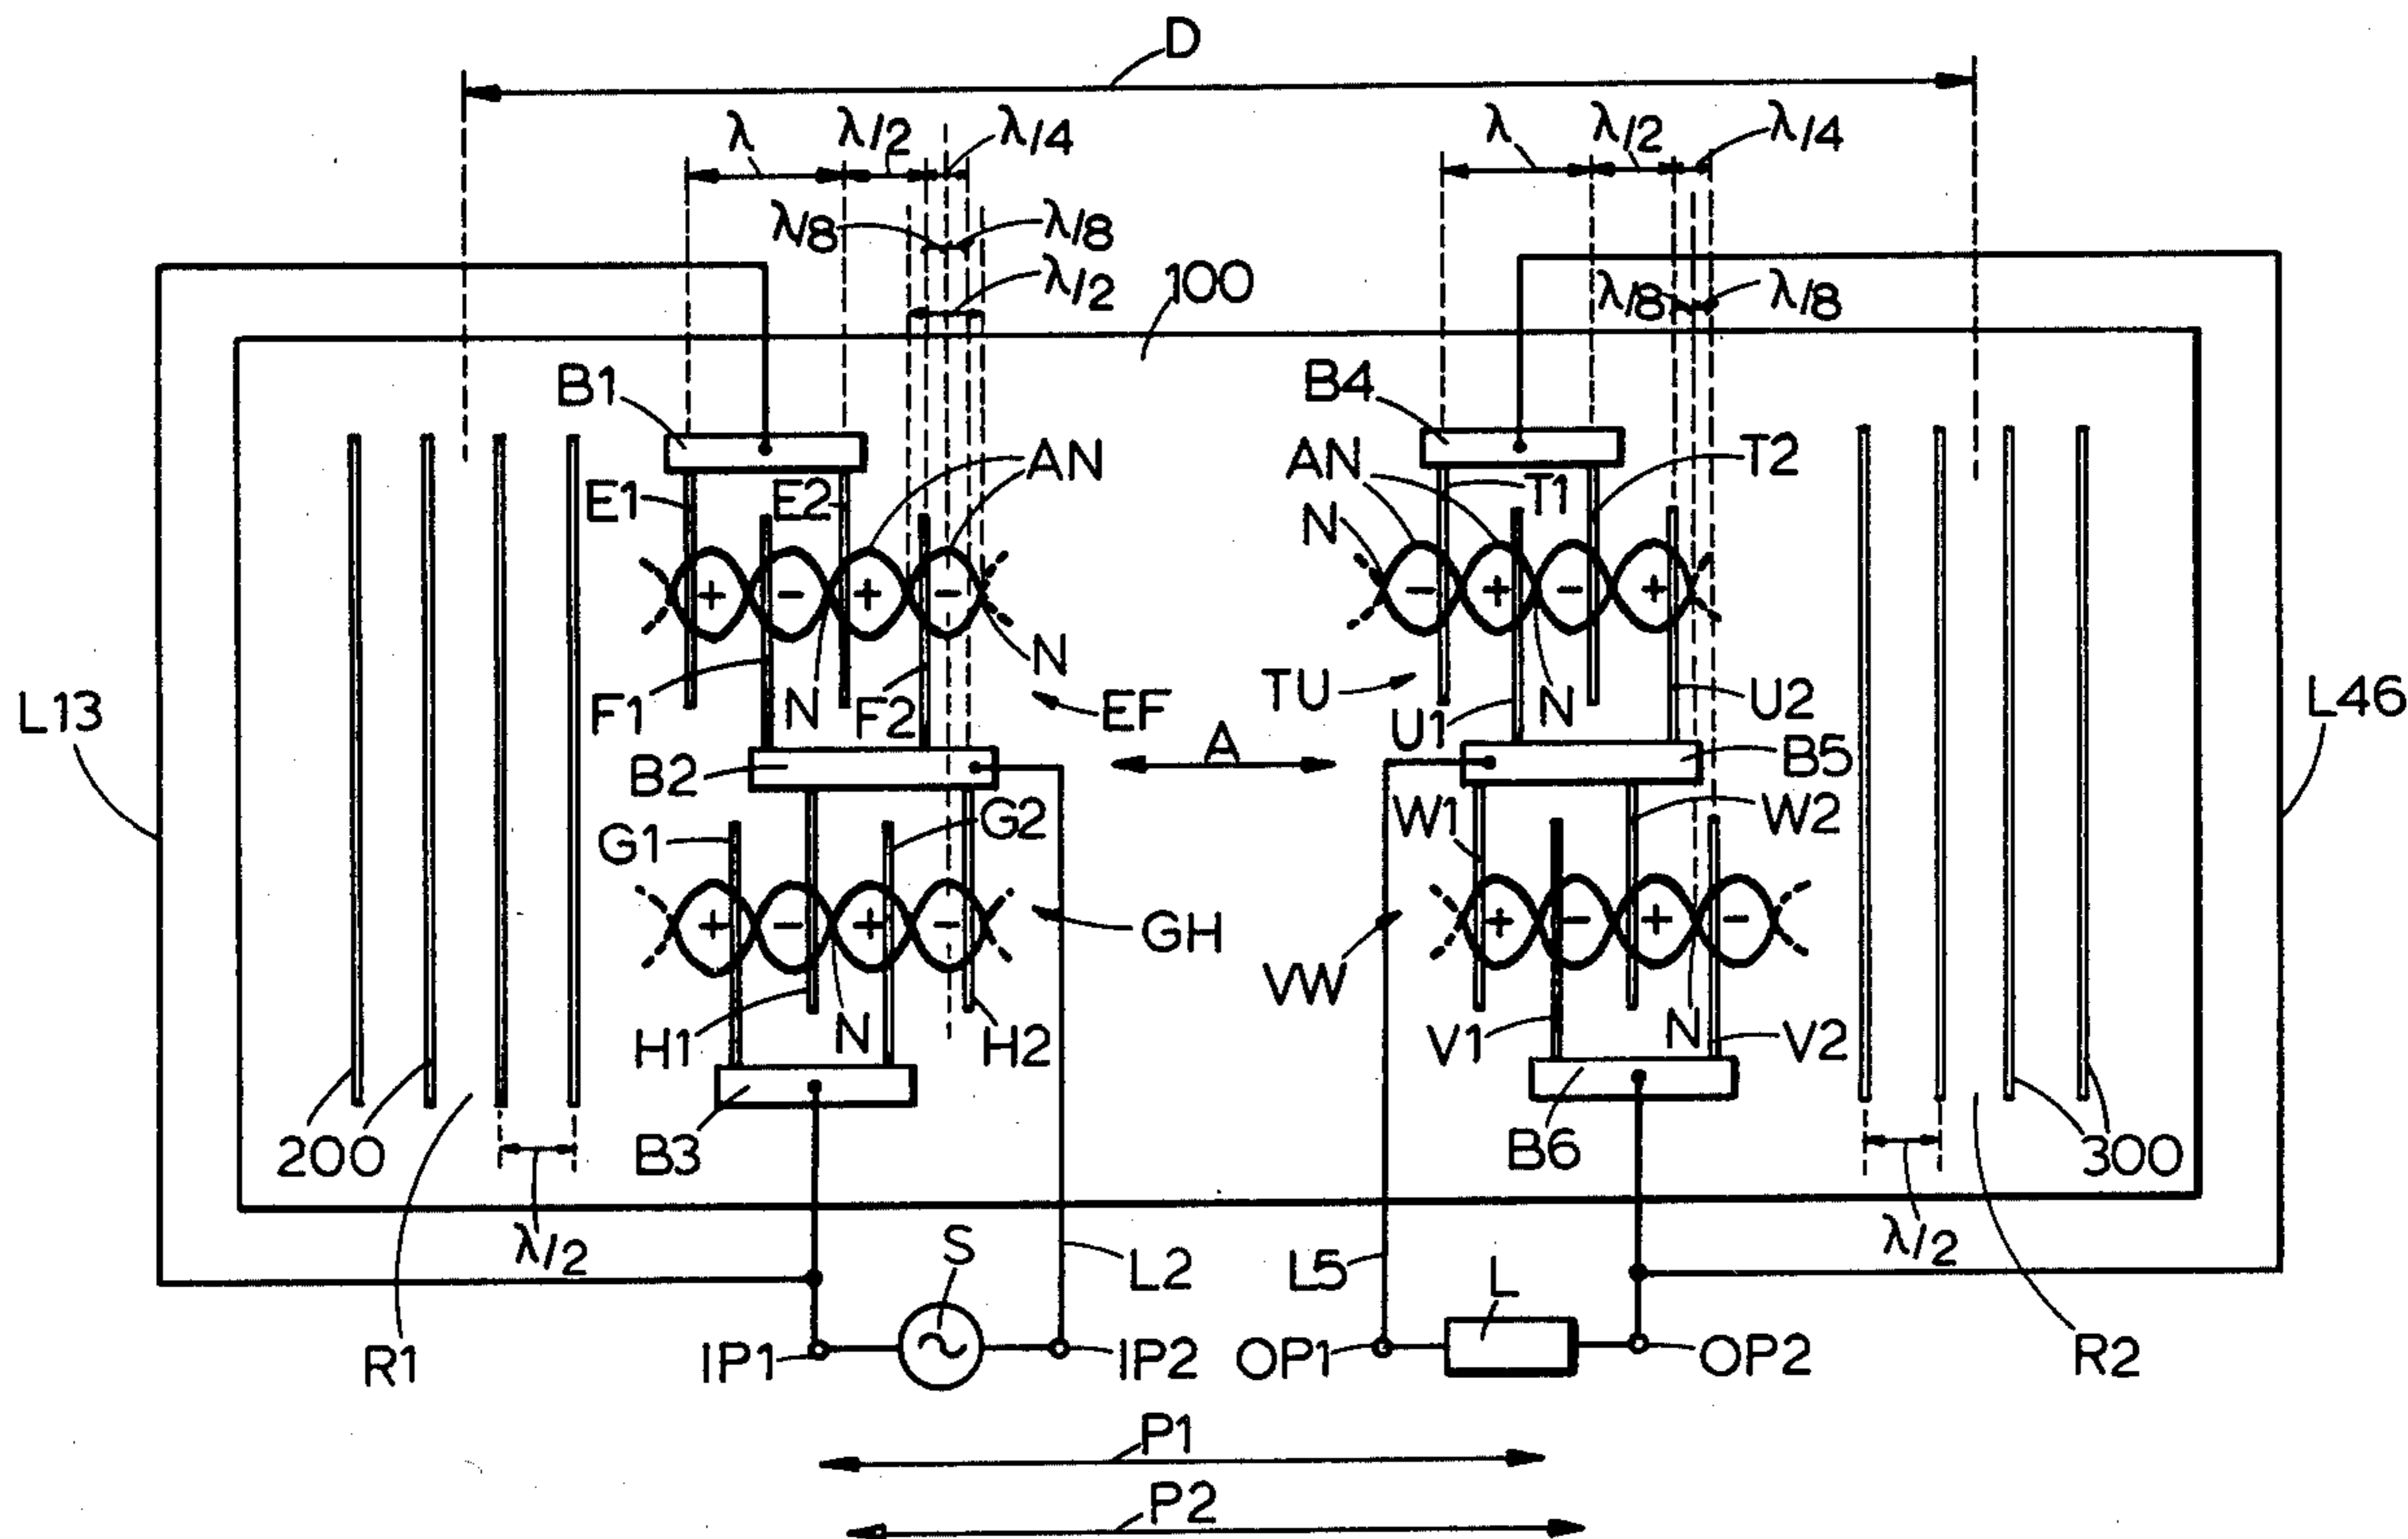 D
λ λ/2 λ/4 λ λ/2 λ/4
λ/8 λ/8
λ/2
100
λ/8 λ/8
B1 B4
AN AN T2
E1 E2 T1
N
+ - + - - + - +
N
F1 N F2 EF TU U1 N U2
L13 L46
A
B2 B5
G1 G2 W1 W2
+ - + - + - + -
GH VW
H1 N H2 V1 N V2
200 B3 B6 300
λ/2 S L2 L5 L λ/2
R1 IP1 IP2 OP1 OP2 R2
P1
P2